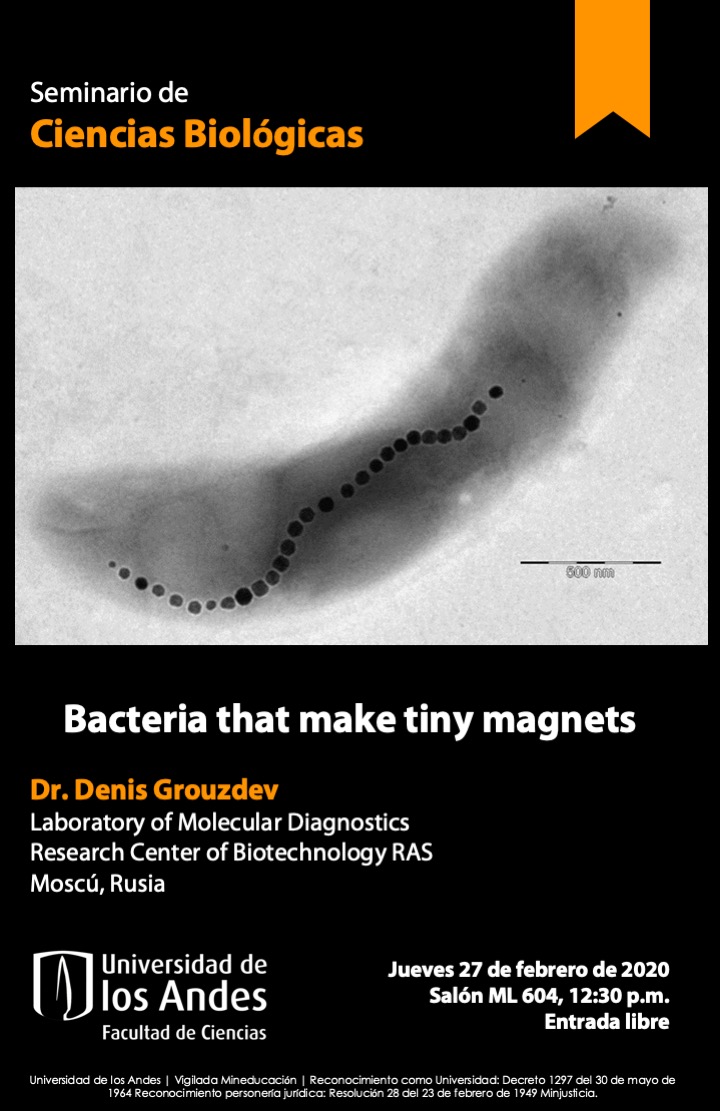 Seminario de
Ciencias Biológicas
500 nm
Bacteria that make tiny magnets
Dr. Denis Grouzdev
Laboratory of Molecular Diagnostics
Research Center of Biotechnology RAS
Moscú, Rusia
Universidad de
los Andes
Facultad de Ciencias
Jueves 27 de febrero de 2020
Salón ML 604, 12:30 p.m.
Entrada libre
Universidad de los Andes | Vigilada Mineducación | Reconocimiento como Universidad: Decreto 1297 del 30 de mayo de
1964 Reconocimiento personería jurídica: Resolución 28 del 23 de febrero de 1949 Minjusticia.